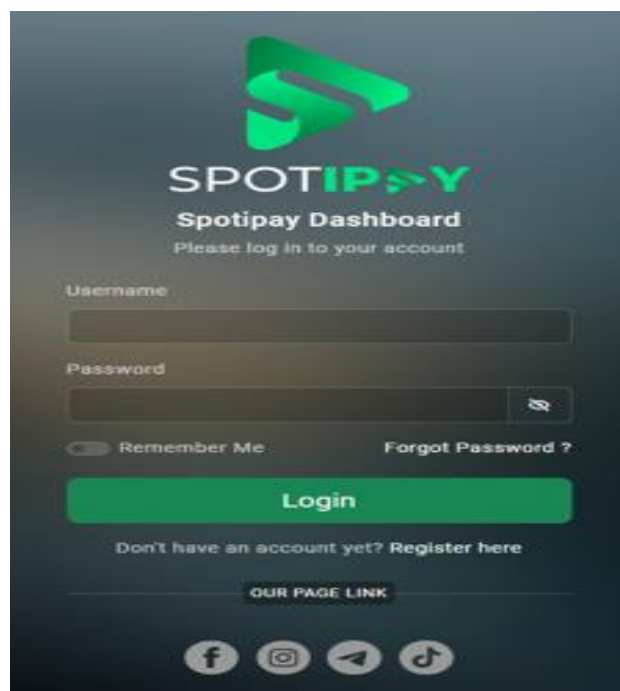 SPOTIPAY
Spotipay Dashboard
Please log in to your account
Username
Password
Remember Me Forgot Password ?
Login
Don't have an account yet? Register here
OUR PAGE LINK